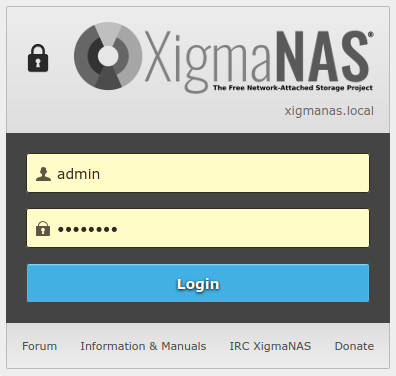 XigmaNAS®
The Free Network-Attached Storage Project
xigmanas.local
admin
••••••••
Login
Forum Information & Manuals IRC XigmaNAS Donate